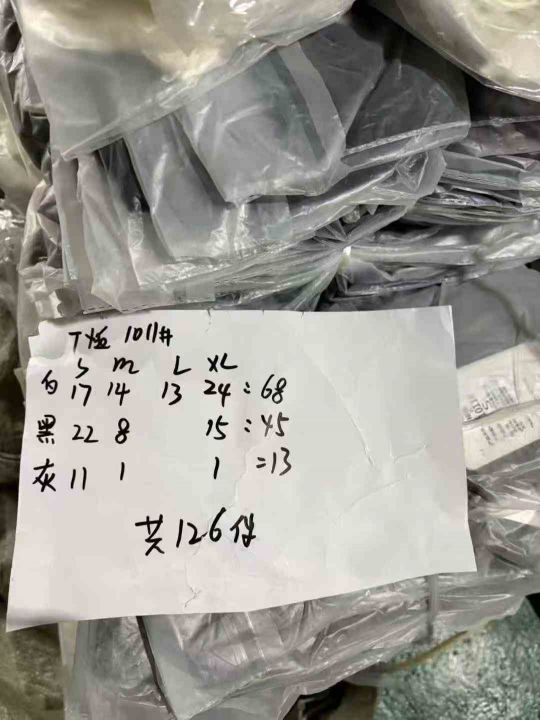 T恤 1011#
S m L XL
白 17 14 13 24 : 68
黑 22 8 15 : 45
灰 11 1 1 =13
共126件